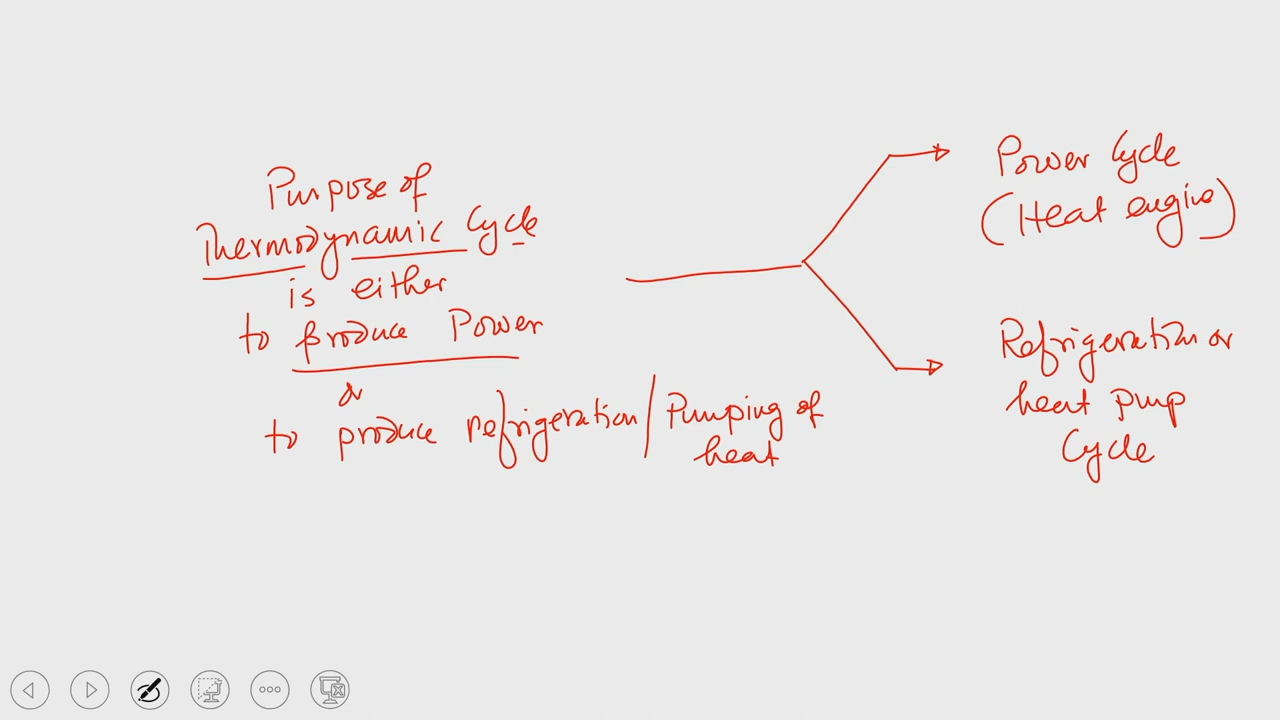 Purpose of
Thermodynamic Cycle
is either
to produce Power
or
to produce refrigeration/Pumping of
heat
Power Cycle
(Heat engine)
Refrigeration or
heat pump
Cycle